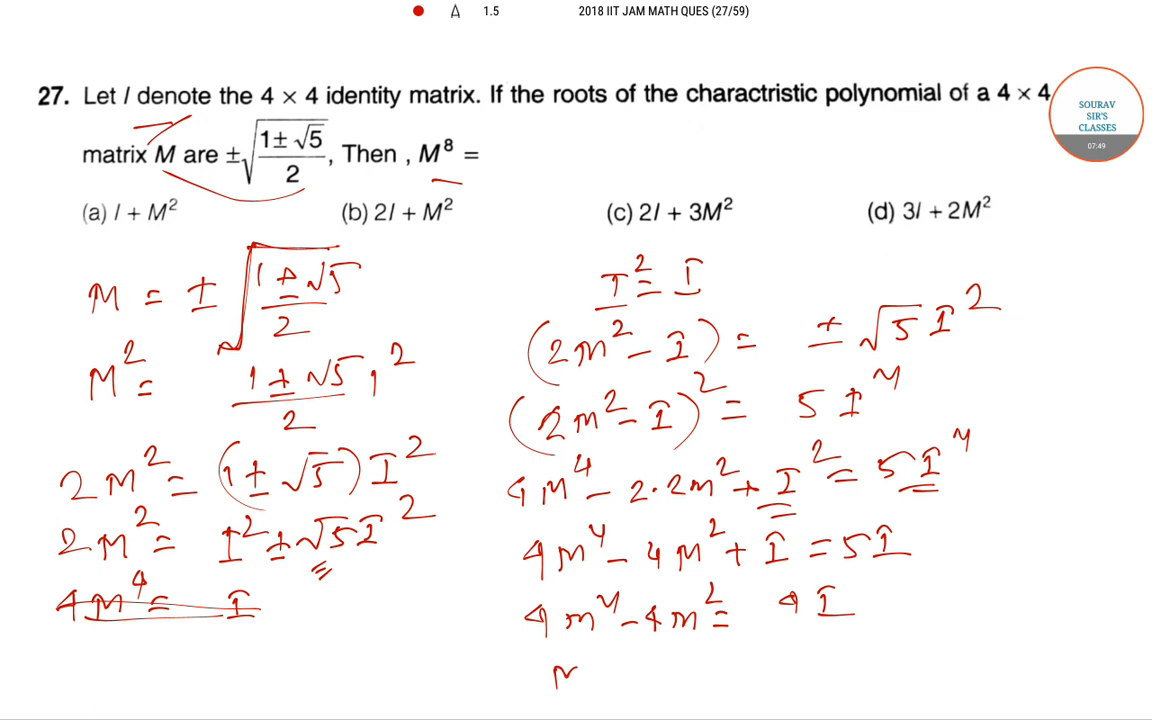 A 1.5 2018 IIT JAM MATH QUES (27/59)
SOURAV
SIR'S
CLASSES
07:49
27. Let I denote the 4 × 4 identity matrix. If the roots of the charactristic polynomial of a 4 × 4
matrix M are ±√((1±√5)/2), Then , M⁸ =
(a) I + M² (b) 2I + M² (c) 2I + 3M² (d) 3I + 2M²
M = ± √((1±√5)/2)
M² = (1±√5)/2 I²
2M² = (1±√5)I²
2M² = I² ± √5I²
4M⁴ = I
I² = I
(2M² – I) = ± √5 I²
(2M² – I)² = 5 I⁴
4M⁴ – 2·2M² + I² = 5I⁴
4M⁴ – 4M² + I = 5I
4M⁴ – 4M² = 4I